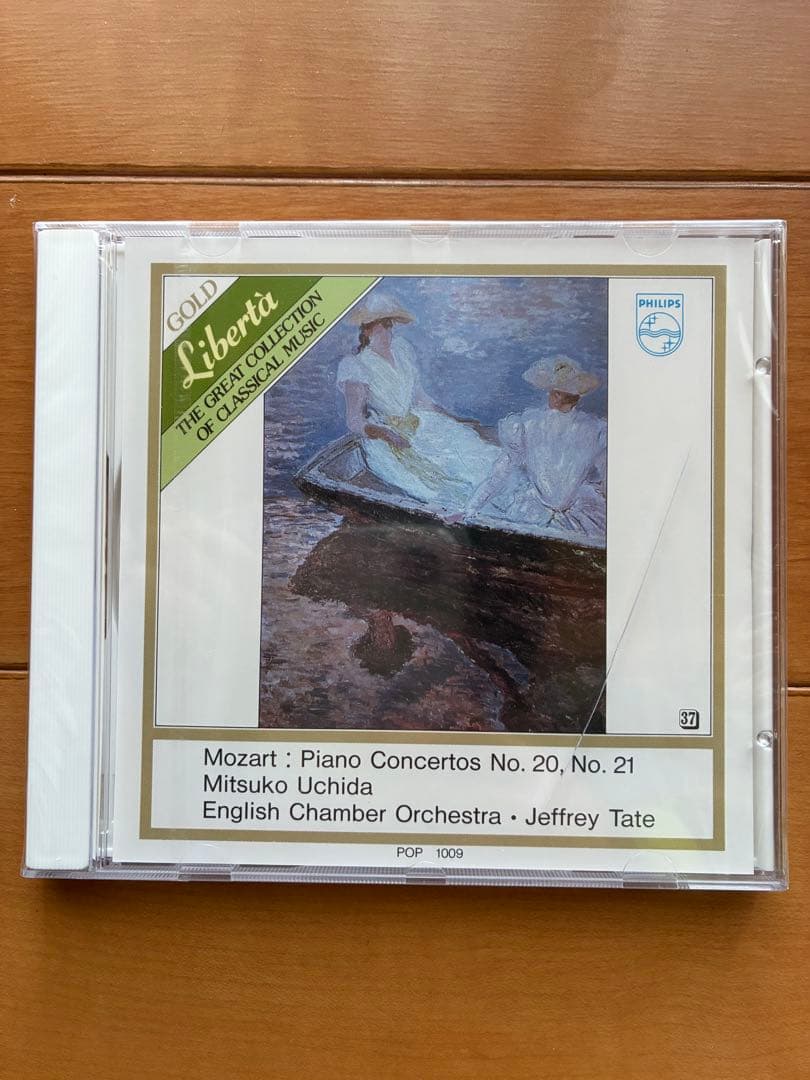 GOLD
Libertà
THE GREAT COLLECTION
OF CLASSICAL MUSIC
PHILIPS
37
Mozart : Piano Concertos No. 20, No. 21
Mitsuko Uchida
English Chamber Orchestra • Jeffrey Tate
POP 1009